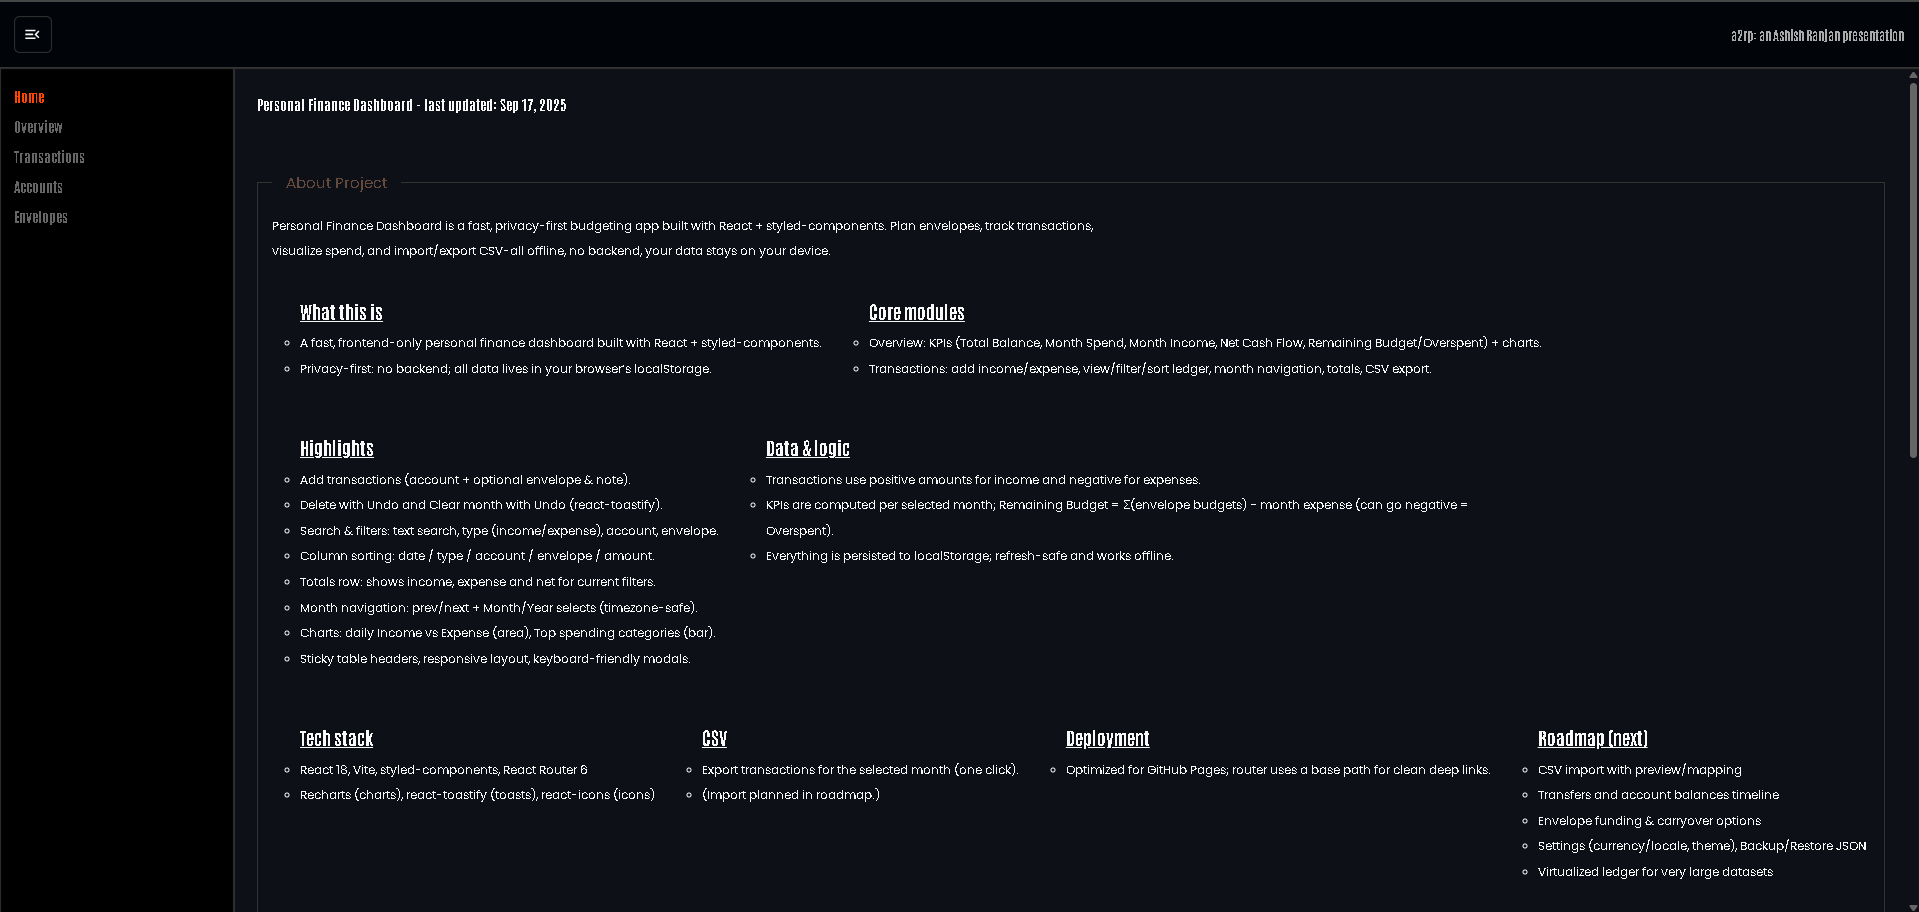 a2rp: an Ashish Ranjan presentation
Home
Overview
Transactions
Accounts
Envelopes
Personal Finance Dashboard - last updated: Sep 17, 2025
About Project
Personal Finance Dashboard is a fast, privacy-first budgeting app built with React + styled-components. Plan envelopes, track transactions,
visualize spend, and import/export CSV-all offline, no backend, your data stays on your device.
What this is
A fast, frontend-only personal finance dashboard built with React + styled-components.
Privacy-first: no backend; all data lives in your browser's localStorage.
Core modules
Overview: KPIs (Total Balance, Month Spend, Month Income, Net Cash Flow, Remaining Budget/Overspent) + charts.
Transactions: add income/expense, view/filter/sort ledger, month navigation, totals, CSV export.
Highlights
Add transactions (account + optional envelope & note).
Delete with Undo and Clear month with Undo (react-toastify).
Search & filters: text search, type (income/expense), account, envelope.
Column sorting: date / type / account / envelope / amount.
Totals row: shows income, expense and net for current filters.
Month navigation: prev/next + Month/Year selects (timezone-safe).
Charts: daily Income vs Expense (area), Top spending categories (bar).
Sticky table headers, responsive layout, keyboard-friendly modals.
Data & logic
Transactions use positive amounts for income and negative for expenses.
KPIs are computed per selected month; Remaining Budget = Σ(envelope budgets) - month expense (can go negative =
Overspent).
Everything is persisted to localStorage; refresh-safe and works offline.
Tech stack
React 18, Vite, styled-components, React Router 6
Recharts (charts), react-toastify (toasts), react-icons (icons)
CSV
Export transactions for the selected month (one click).
(Import planned in roadmap.)
Deployment
Optimized for GitHub Pages; router uses a base path for clean deep links.
Roadmap (next)
CSV import with preview/mapping
Transfers and account balances timeline
Envelope funding & carryover options
Settings (currency/locale, theme), Backup/Restore JSON
Virtualized ledger for very large datasets